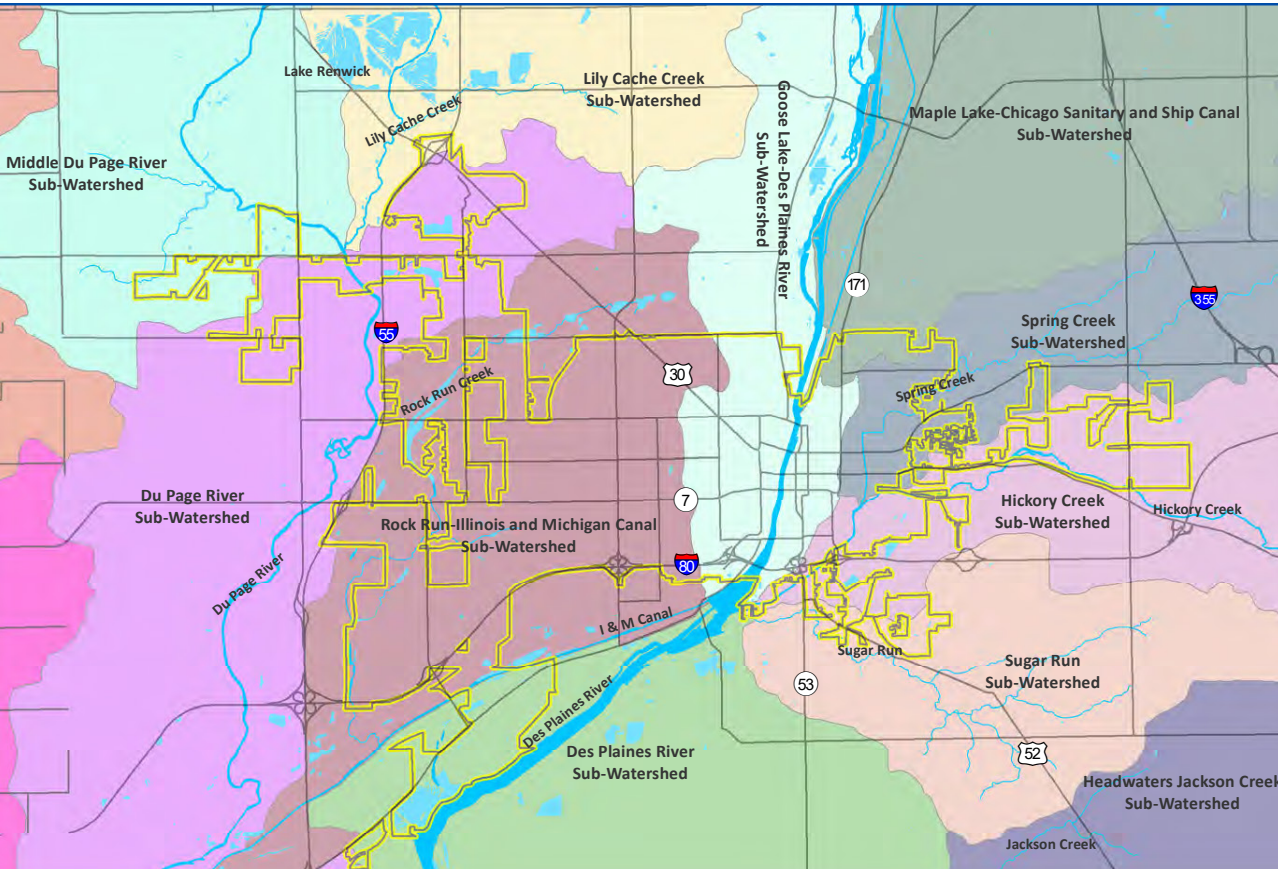 Lake Renwick
Lily Cache Creek
Sub-Watershed
Lily Cache Creek
Goose Lake-Des Plaines River
Sub-Watershed
Maple Lake-Chicago Sanitary and Ship Canal
Sub-Watershed
Middle Du Page River
Sub-Watershed
171
355
55
Spring Creek
Sub-Watershed
30
Rock Run Creek
Spring Creek
Du Page River
Sub-Watershed
7
Rock Run-Illinois and Michigan Canal
Sub-Watershed
Hickory Creek
Sub-Watershed
Hickory Creek
80
Du Page River
I & M Canal
Sugar Run
Sugar Run
Sub-Watershed
53
Des Plaines River
Des Plaines River
Sub-Watershed
52
Headwaters Jackson Creek
Sub-Watershed
Jackson Creek